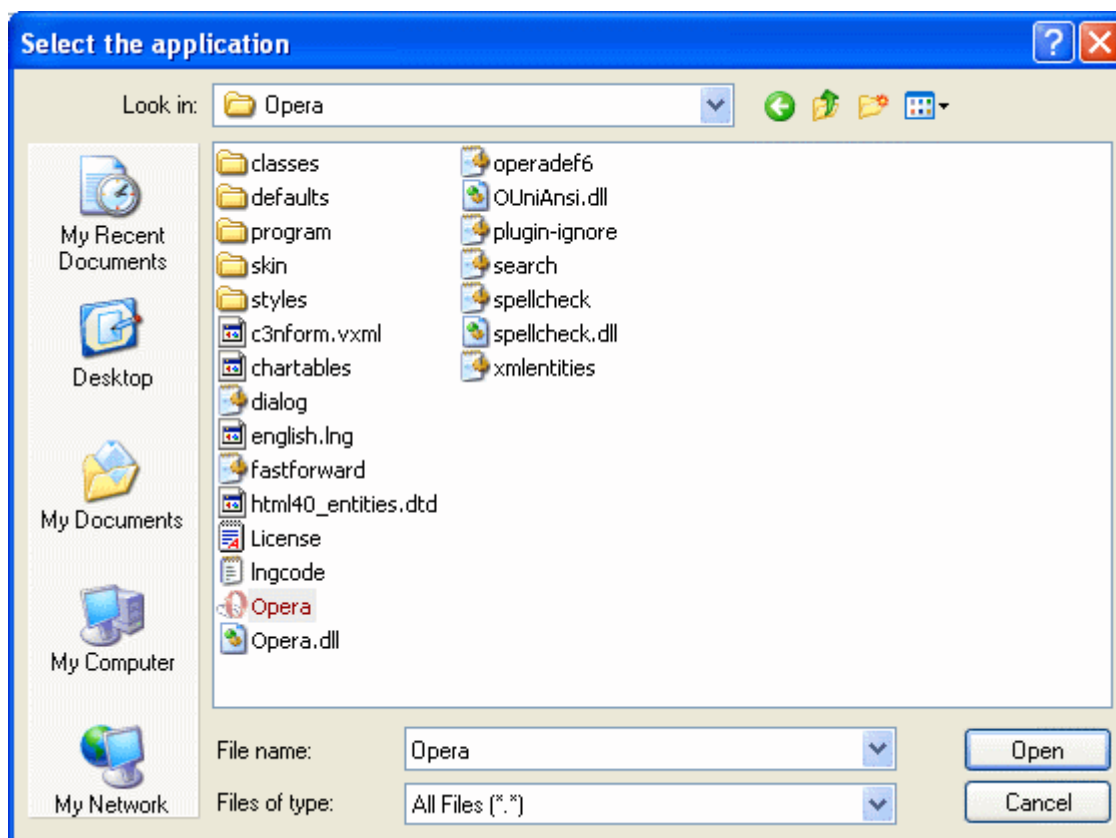 Select the application
Look in: Opera
My Recent
Documents
Desktop
My Documents
My Computer
My Network
classes
defaults
program
skin
styles
c3nform.vxml
chartables
dialog
english.lng
fastforward
html40_entities.dtd
License
lngcode
Opera
Opera.dll
operadef6
OUniAnsi.dll
plugin-ignore
search
spellcheck
spellcheck.dll
xmlentities
File name: Opera Open
Files of type: All Files (*.*) Cancel